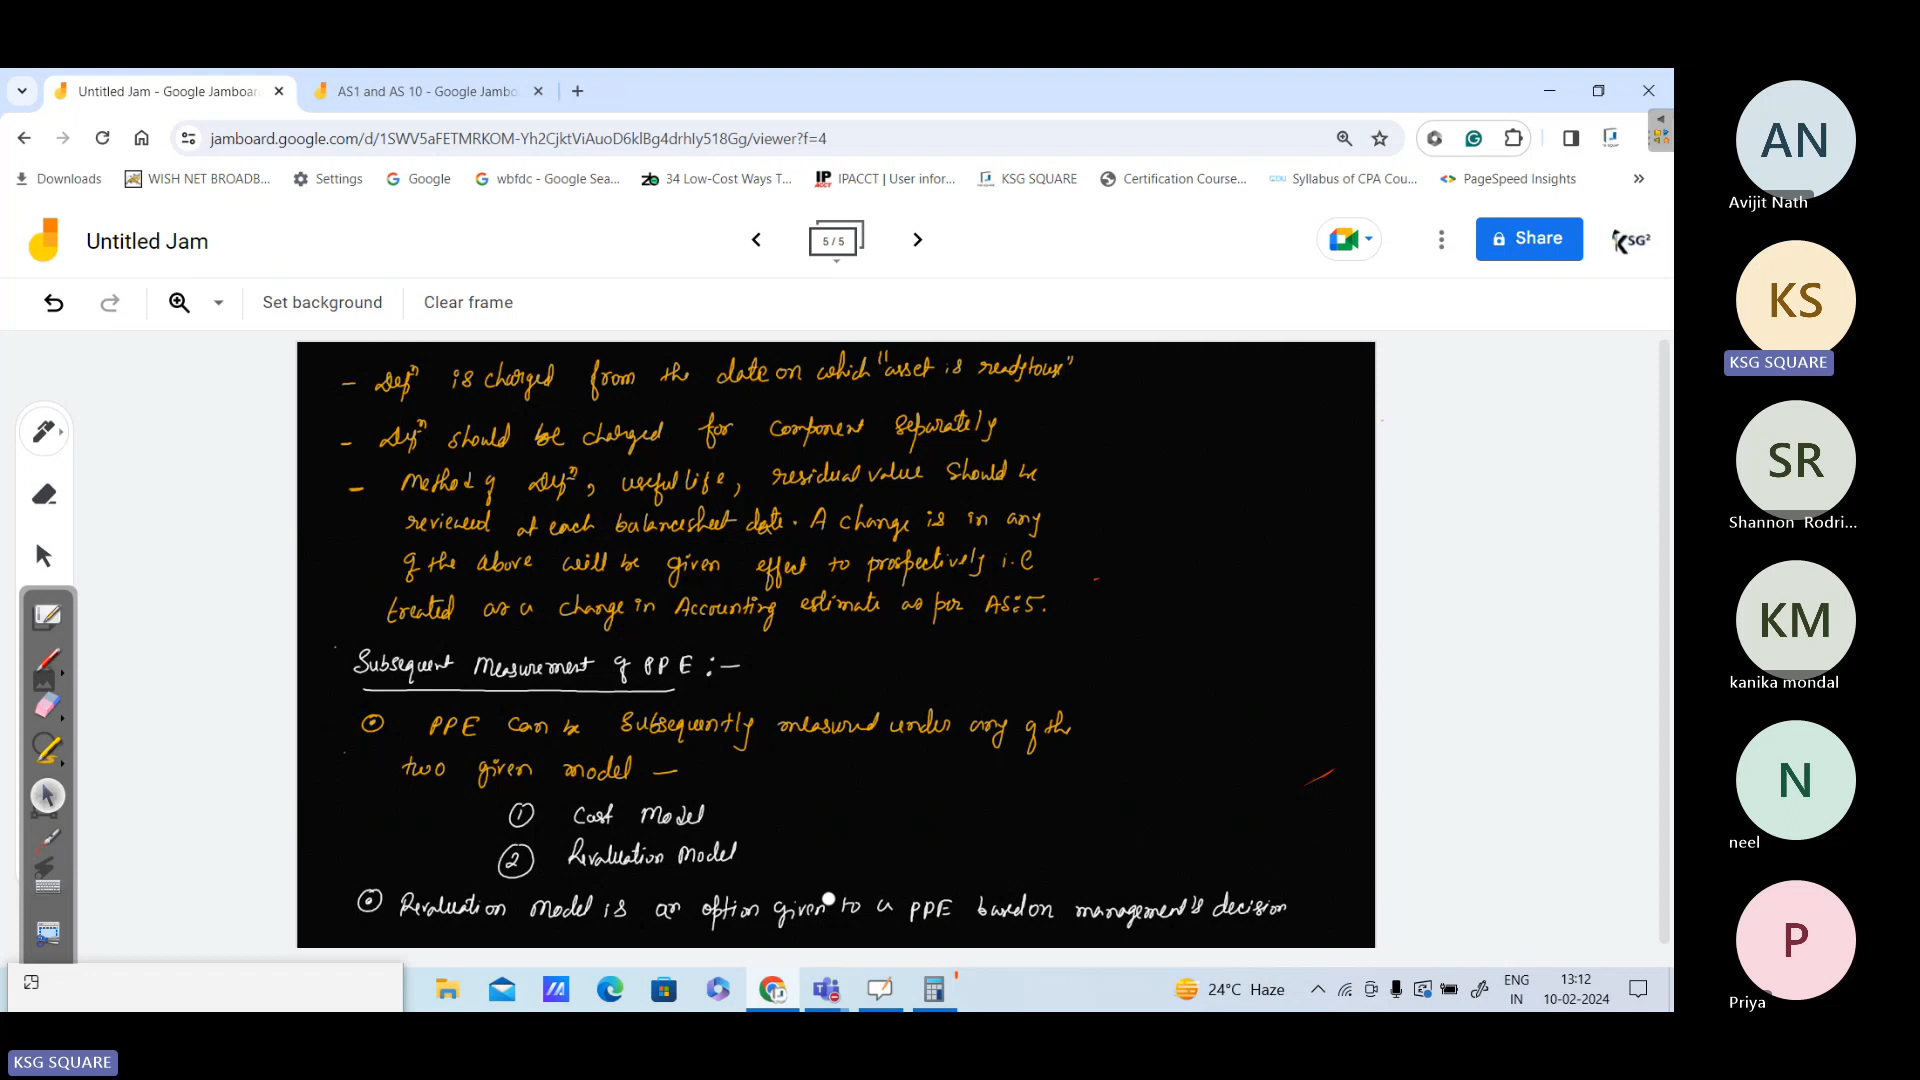 Untitled Jam - Google Jamboar
AS1 and AS 10 - Google Jambo
jamboard.google.com/d/1SWV5aFETMRKOM-Yh2CjktViAuoD6klBg4drhIy518Gg/viewer?f=4
Downloads
WISH NET BROADB...
Settings
Google
wbfdc - Google Sea...
34 Low-Cost Ways T...
IPACCT | User infor...
KSG SQUARE
Certification Course...
Syllabus of CPA Cou...
PageSpeed Insights
Untitled Jam
5 / 5
Share
KSG²
Set background
Clear frame
- Depⁿ is charged from the date on which "asset is ready to use"
- Depⁿ should be charged for component separately
- Method of Depⁿ, useful life, residual value should be
reviewed at each balancesheet date. A change is in any
of the above will be given effect to prospectively i.e
treated as a change in Accounting estimate as per AS:5.
Subsequent Measurement of PPE :-
PPE can be subsequently measured under any of the
two given model -
① Cost Model
② Revaluation Model
Revaluation Model is an option given to a PPE based on management's decision
24°C Haze
ENG
IN
13:12
10-02-2024
AN
Avijit Nath
KS
KSG SQUARE
SR
Shannon Rodri...
KM
kanika mondal
N
neel
P
Priya
KSG SQUARE